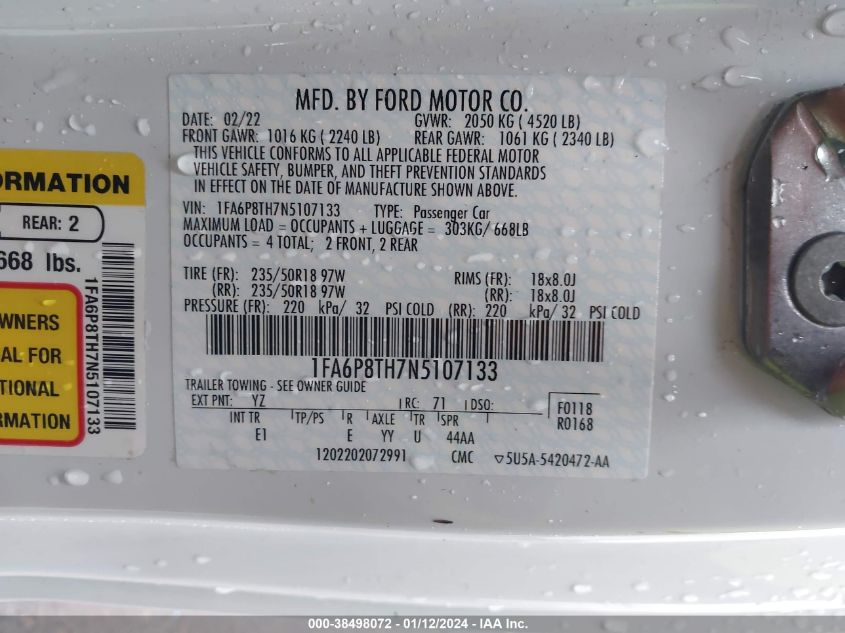 MFD. BY FORD MOTOR CO.
DATE: 02/22 GVWR: 2050 KG ( 4520 LB)
FRONT GAWR: 1016 KG ( 2240 LB) REAR GAWR: 1061 KG ( 2340 LB)
THIS VEHICLE CONFORMS TO ALL APPLICABLE FEDERAL MOTOR
VEHICLE SAFETY, BUMPER, AND THEFT PREVENTION STANDARDS
IN EFFECT ON THE DATE OF MANUFACTURE SHOWN ABOVE.
VIN: 1FA6P8TH7N5107133 TYPE: Passenger Car
MAXIMUM LOAD = OCCUPANTS + LUGGAGE = 303KG/ 668LB
OCCUPANTS = 4 TOTAL; 2 FRONT, 2 REAR
TIRE (FR): 235/50R18 97W RIMS (FR): 18x8.0J
(RR): 235/50R18 97W (RR): 18x8.0J
PRESSURE (FR): 220 kPa/ 32 PSI COLD (RR): 220 kPa/ 32 PSI COLD
1FA6P8TH7N5107133
TRAILER TOWING - SEE OWNER GUIDE
EXT PNT: YZ RC: 71 DSO: F0118
INT TR TP/PS R AXLE TR SPR R0168
E1 E YY U 44AA
1202202072991 CMC ▽5U5A-5420472-AA
ORMATION
REAR: 2
668 lbs.
WNERS
AL FOR
TIONAL
RMATION
1FA6P8TH7N5107133
000-38498072 - 01/12/2024 - IAA Inc.